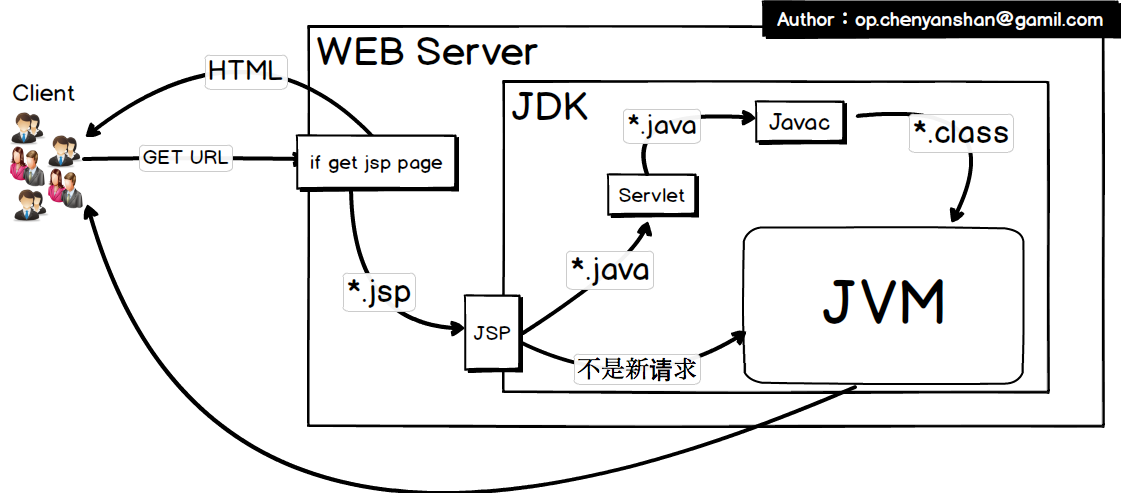 Author：op.chenyanshan@gamil.com
WEB Server
HTML
Client
JDK
*.java
Javac
*.class
GET URL
if get jsp page
Servlet
*.java
*.jsp
JVM
JSP
不是新请求